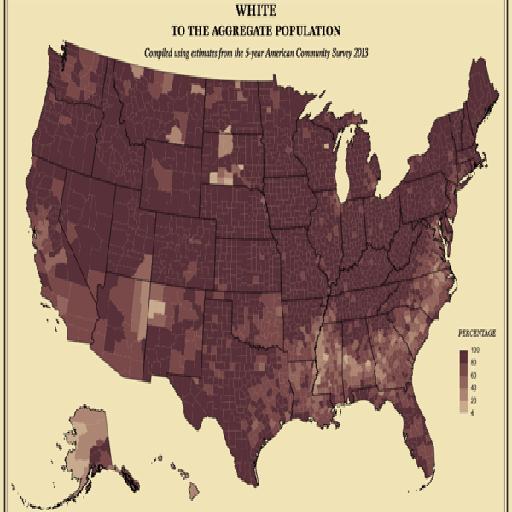 WHITE
TO THE AGGREGATE POPULATION
Compiled using estimates from the 5-year American Community Survey 2013
PERCENTAGE
100
80
60
40
20